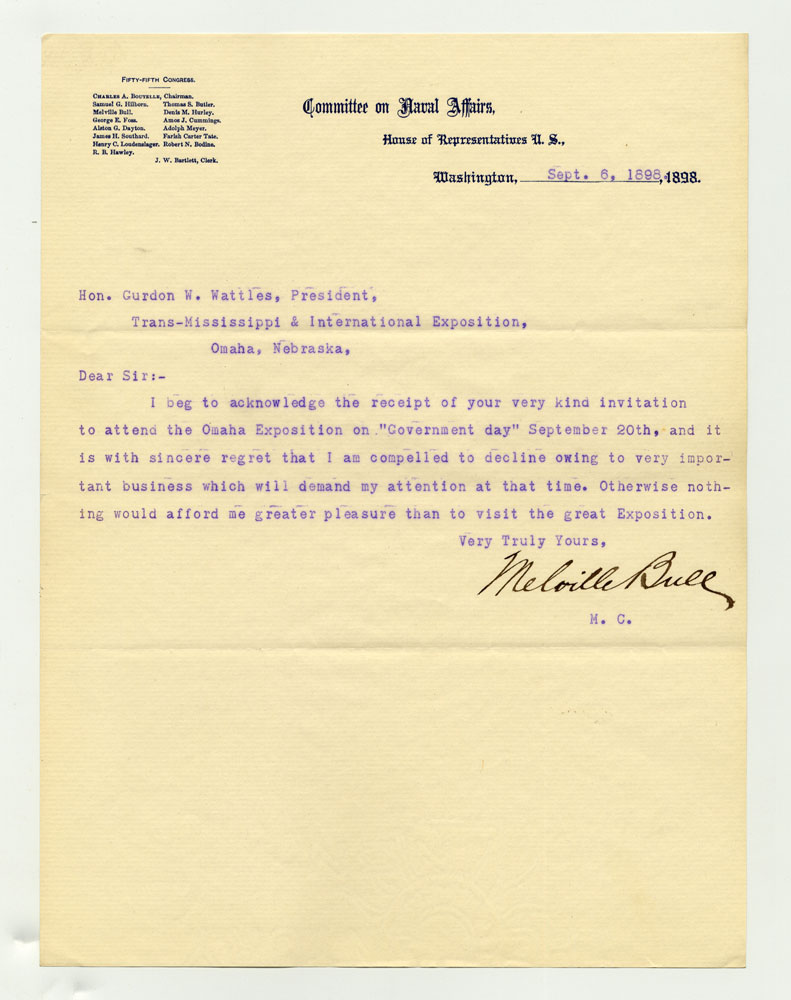 FIFTY-FIFTH CONGRESS.
CHARLES A. BOUTELLE, Chairman.
Samuel G. Hilborn. Thomas S. Butler.
Melville Bull. Denis M. Hurley.
George E. Foss. Amos J. Cummings.
Alston G. Dayton. Adolph Meyer.
James H. Southard. Farish Carter Tate.
Henry C. Loudenslager. Robert N. Bodine.
R. B. Hawley.
J. W. Bartlett, Clerk.
Committee on Naval Affairs,
House of Representatives U. S.,
Washington, Sept. 6, 1898. ,1898.
Hon. Gurdon W. Wattles, President,
Trans-Mississippi & International Exposition,
Omaha, Nebraska,
Dear Sir:-
I beg to acknowledge the receipt of your very kind invitation
to attend the Omaha Exposition on "Government day" September 20th, and it
is with sincere regret that I am compelled to decline owing to very impor-
tant business which will demand my attention at that time. Otherwise noth-
ing would afford me greater pleasure than to visit the great Exposition.
Very Truly Yours,
Melville Bull
M. C.